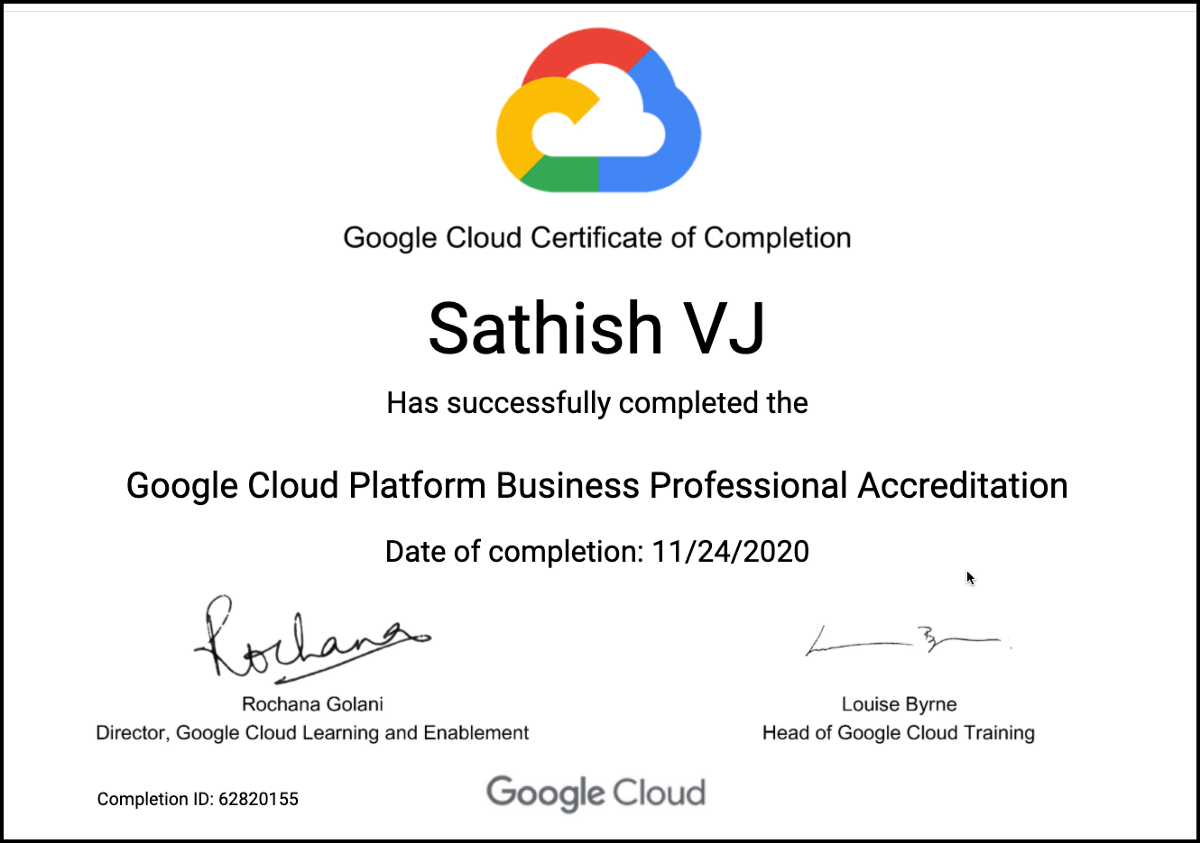 Google Cloud Certificate of Completion
Sathish VJ
Has successfully completed the
Google Cloud Platform Business Professional Accreditation
Date of completion: 11/24/2020
Rochana
Rochana Golani
Director, Google Cloud Learning and Enablement
Louise Byrne
Head of Google Cloud Training
Completion ID: 62820155
Google Cloud